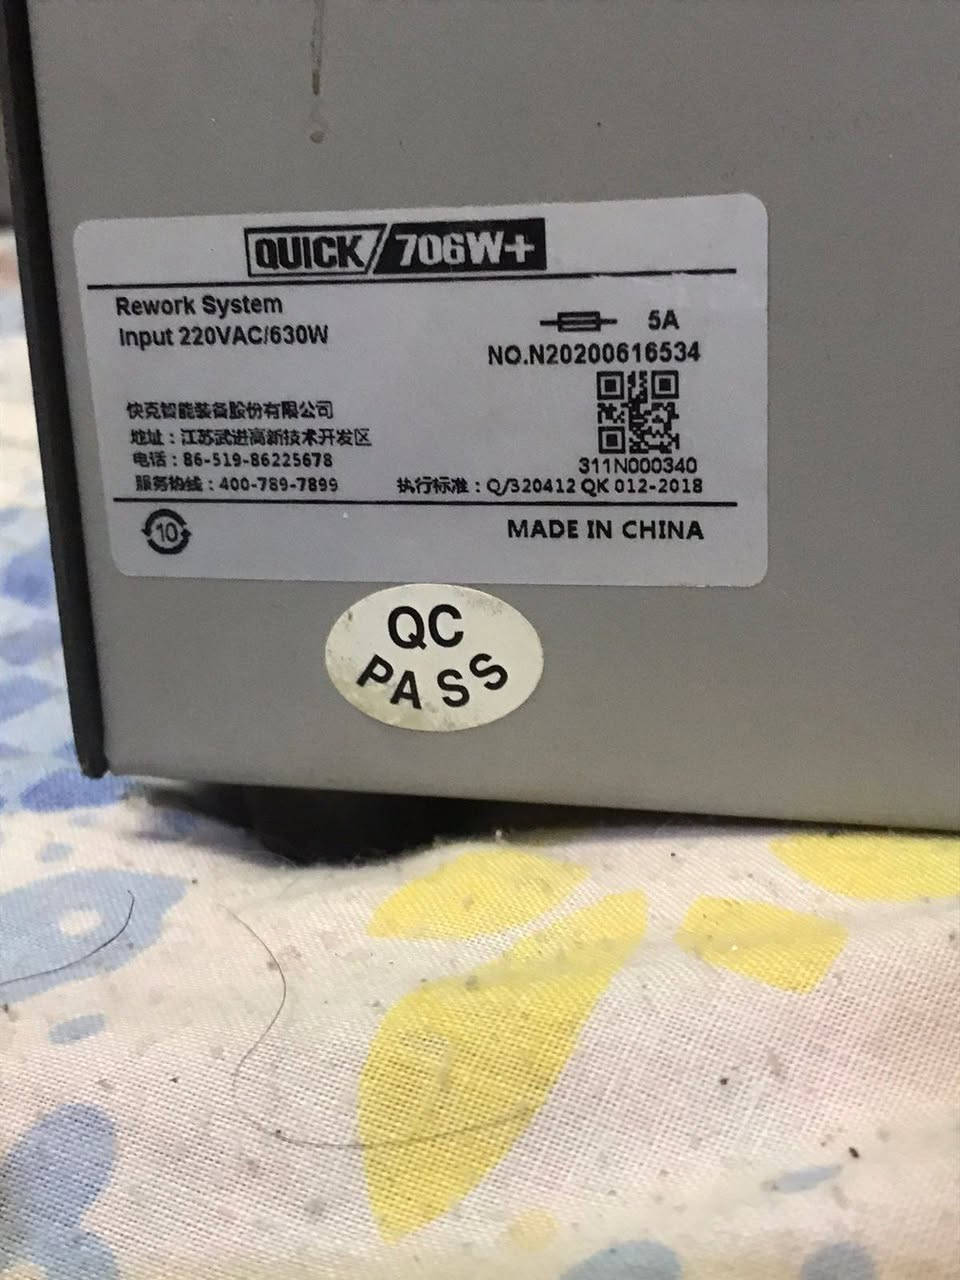 QUICK/706W+
Rework System
Input 220VAC/630W
5A
NO.N20200616534
快克智能装备股份有限公司
地址：江苏武进高新技术开发区
电话：86-519-86225678
服务热线：400-789-7899
311N000340
执行标准：Q/320412 QK 012-2018
10
MADE IN CHINA
QC
PASS